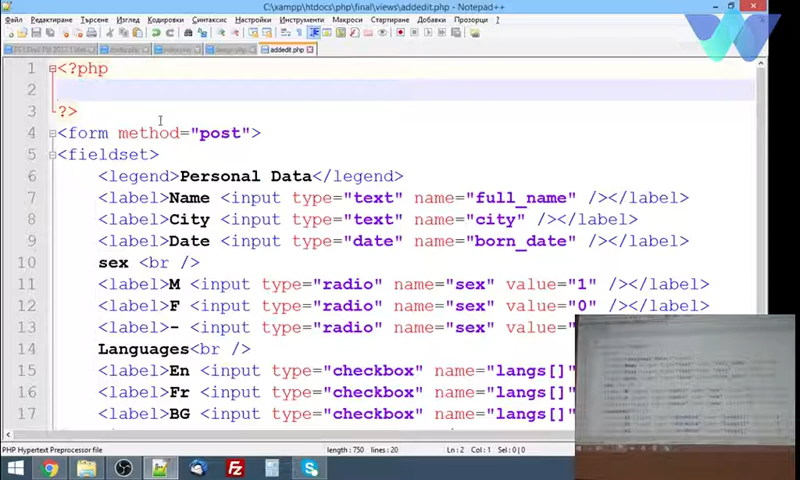 C:\xampp\htdocs\php\final\views\addedit.php - Notepad++
Файл Редактиране Търсене Изглед Кодировки Синтаксис Настройки Инструменти Макроси Стартиране Добавки Прозорци ?
addedit.php
1 <?php
2
3 ?>
4 <form method="post">
5 <fieldset>
6 <legend>Personal Data</legend>
7 <label>Name <input type="text" name="full_name" /></label>
8 <label>City <input type="text" name="city" /></label>
9 <label>Date <input type="date" name="born_date" /></label>
10 sex <br />
11 <label>M <input type="radio" name="sex" value="1" /></label>
12 <label>F <input type="radio" name="sex" value="0" /></label>
13 <label>- <input type="radio" name="sex" value="
14 Languages<br />
15 <label>En <input type="checkbox" name="langs[]"
16 <label>Fr <input type="checkbox" name="langs[]"
17 <label>BG <input type="checkbox" name="langs[]"
PHP Hypertext Preprocessor file length : 750 lines : 20 Ln : 2 Col : 1 Sel : 0 | 0